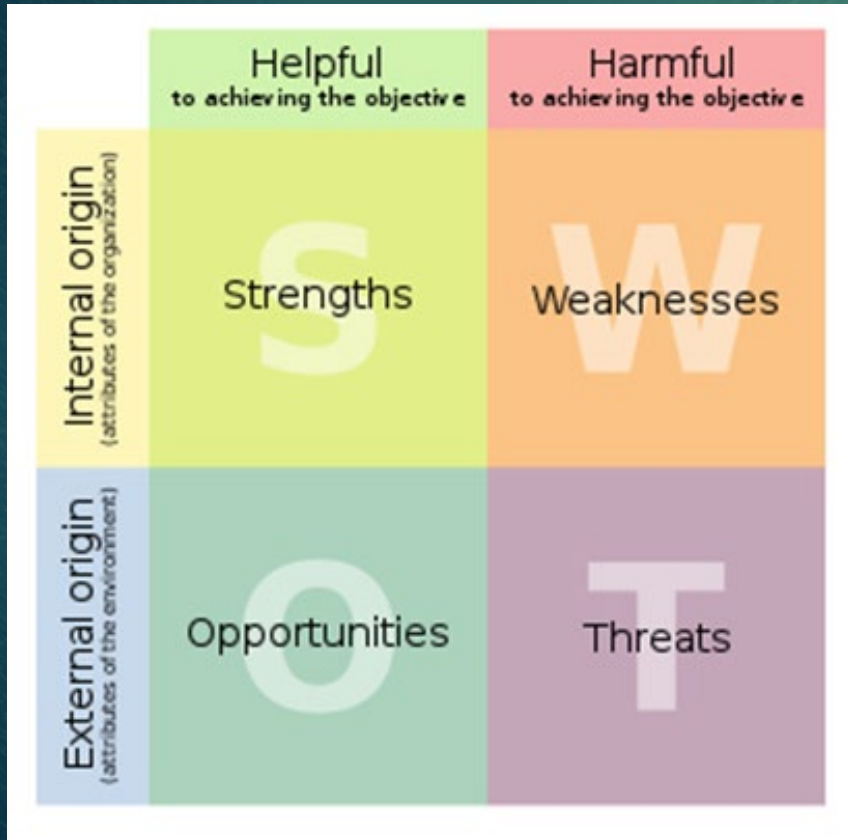 Helpful
to achieving the objective
Harmful
to achieving the objective
Internal origin
(attributes of the organization)
S
Strengths
W
Weaknesses
External origin
(attributes of the environment)
O
Opportunities
T
Threats